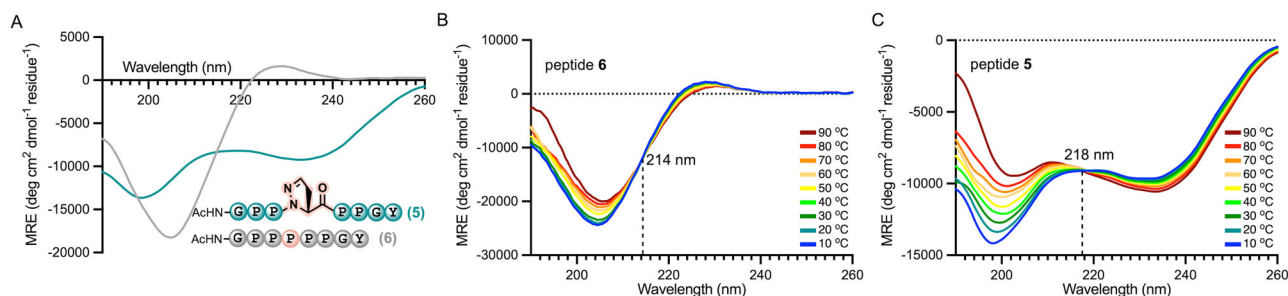 A
5000
0
-5000
-10000
-15000
-20000
MRE (deg cm² dmol⁻¹ residue⁻¹)
Wavelength (nm)
200 220 240 260
N
N
O
AcHN G P P P P G Y (5)
AcHN G P P P P P G Y (6)
B
10000
0
-10000
-20000
-30000
MRE (deg cm² dmol⁻¹ residue⁻¹)
peptide 6
214 nm
90 °C
80 °C
70 °C
60 °C
50 °C
40 °C
30 °C
20 °C
10 °C
200 220 240 260
Wavelength (nm)
C
0
-5000
-10000
-15000
MRE (deg cm² dmol⁻¹ residue⁻¹)
peptide 5
218 nm
90 °C
80 °C
70 °C
60 °C
50 °C
40 °C
30 °C
20 °C
10 °C
200 220 240 260
Wavelength (nm)